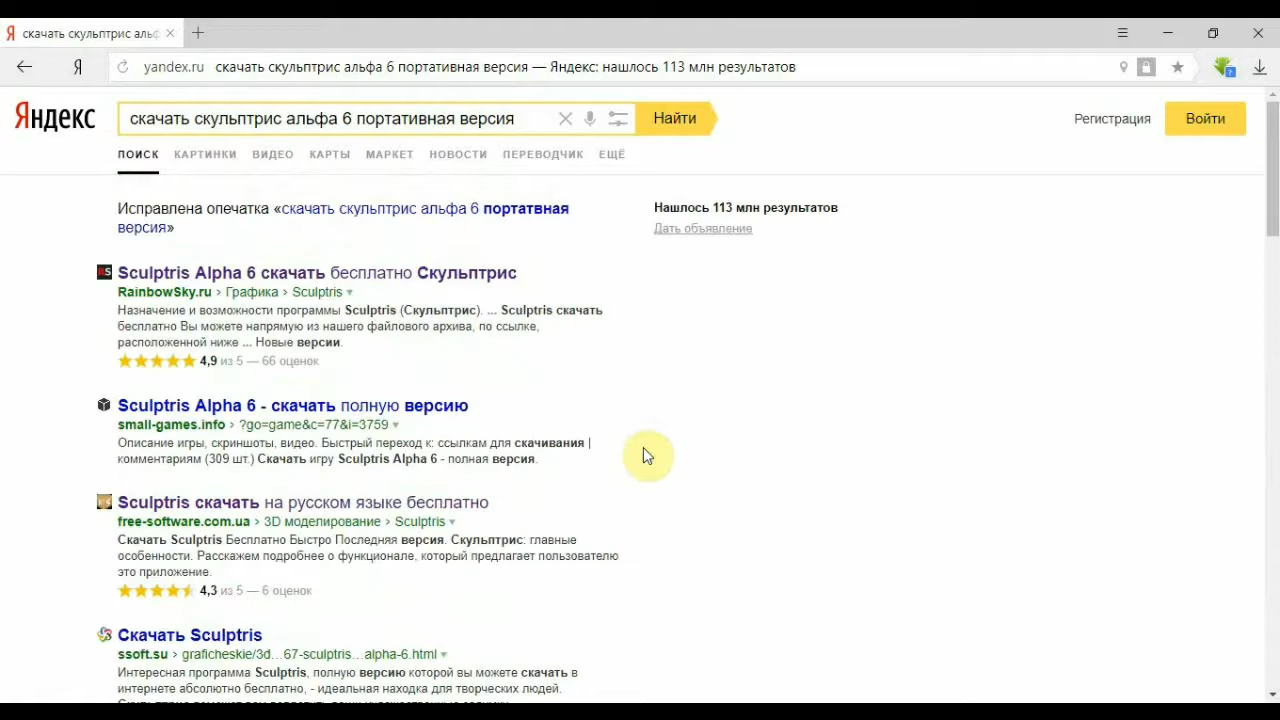 Я скачать скульптрис альф
yandex.ru скачать скульптрис альфа 6 портативная версия — Яндекс: нашлось 113 млн результатов
Яндекс
скачать скульптрис альфа 6 портативная версия
Найти
Регистрация
Войти
ПОИСК КАРТИНКИ ВИДЕО КАРТЫ МАРКЕТ НОВОСТИ ПЕРЕВОДЧИК ЕЩЁ
Исправлена опечатка «скачать скульптрис альфа 6 портатвная
версия»
Нашлось 113 млн результатов
Дать объявление
Sculptris Alpha 6 скачать бесплатно Скульптрис
RainbowSky.ru › Графика › Sculptris
Назначение и возможности программы Sculptris (Скульптрис). ... Sculptris скачать
бесплатно Вы можете напрямую из нашего файлового архива, по ссылке,
расположенной ниже ... Новые версии.
4,9 из 5 — 66 оценок
Sculptris Alpha 6 - скачать полную версию
small-games.info › ?go=game&c=77&i=3759
Описание игры, скриншоты, видео. Быстрый переход к: ссылкам для скачивания |
комментариям (309 шт.) Скачать игру Sculptris Alpha 6 - полная версия.
Sculptris скачать на русском языке бесплатно
free-software.com.ua › 3D моделирование › Sculptris
Скачать Sculptris Бесплатно Быстро Последняя версия. Скульптрис: главные
особенности. Расскажем подробнее о функционале, который предлагает пользователю
это приложение.
4,3 из 5 — 6 оценок
Скачать Sculptris
ssoft.su › graficheskie/3d...67-sculptris...alpha-6.html
Интересная программа Sculptris, полную версию которой вы можете скачать в
интернете абсолютно бесплатно, - идеальная находка для творческих людей.